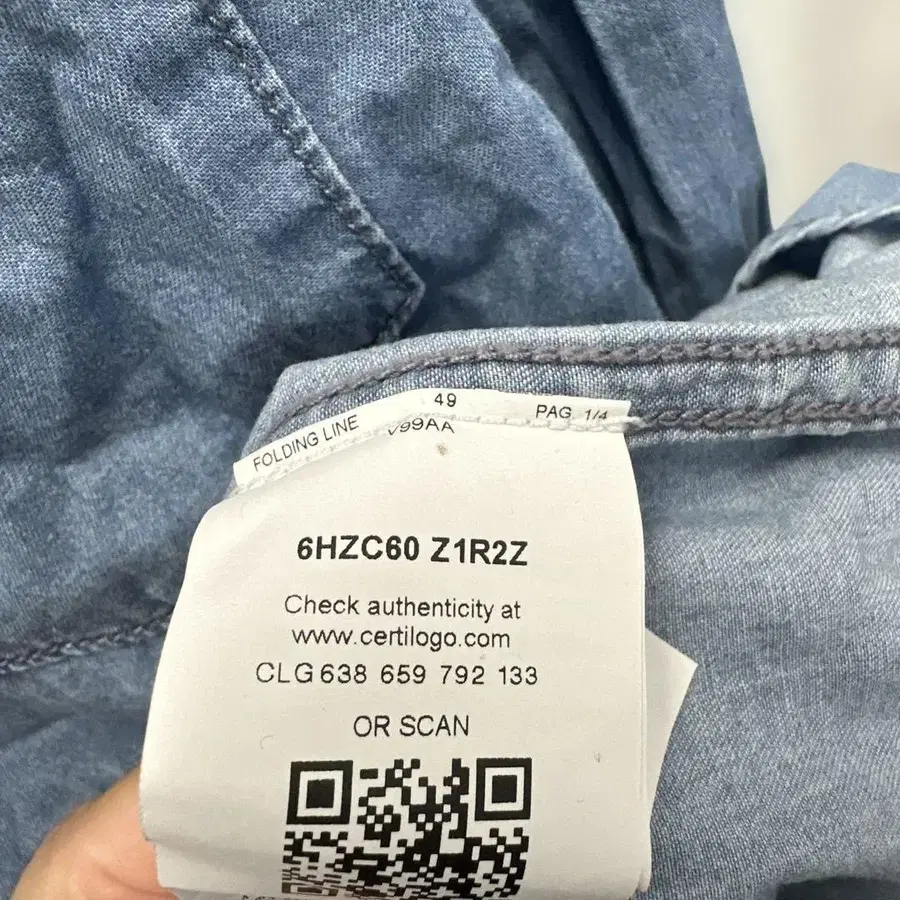 49
FOLDING LINE
PAG 1/4
V99AA
6HZC60 Z1R2Z
Check authenticity at
www.certilogo.com
CLG 638 659 792 133
OR SCAN